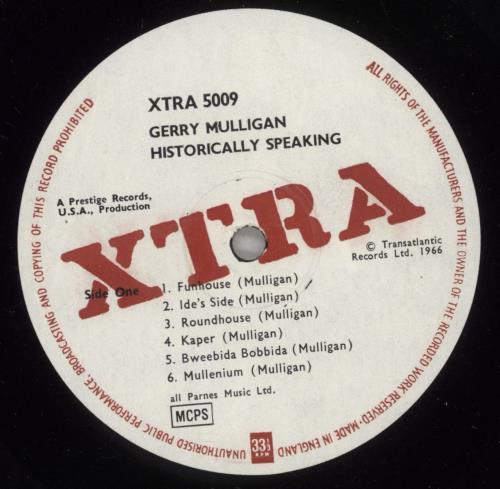 XTRA 5009
GERRY MULLIGAN
HISTORICALLY SPEAKING
XTRA
A Prestige Records,
U.S.A., Production
© Transatlantic
Records Ltd. 1966
Side One
1. Funhouse (Mulligan)
2. Ide's Side (Mulligan)
3. Roundhouse (Mulligan)
4. Kaper (Mulligan)
5. Bweebida Bobbida (Mulligan)
6. Mullenium (Mulligan)
all Parnes Music Ltd.
MCPS
33⅓
RPM
ALL RIGHTS OF THE MANUFACTURERS AND THE OWNER OF THE RECORDED WORK RESERVED · MADE IN ENGLAND
UNAUTHORISED PUBLIC PERFORMANCE, BROADCASTING AND COPYING OF THIS RECORD PROHIBITED